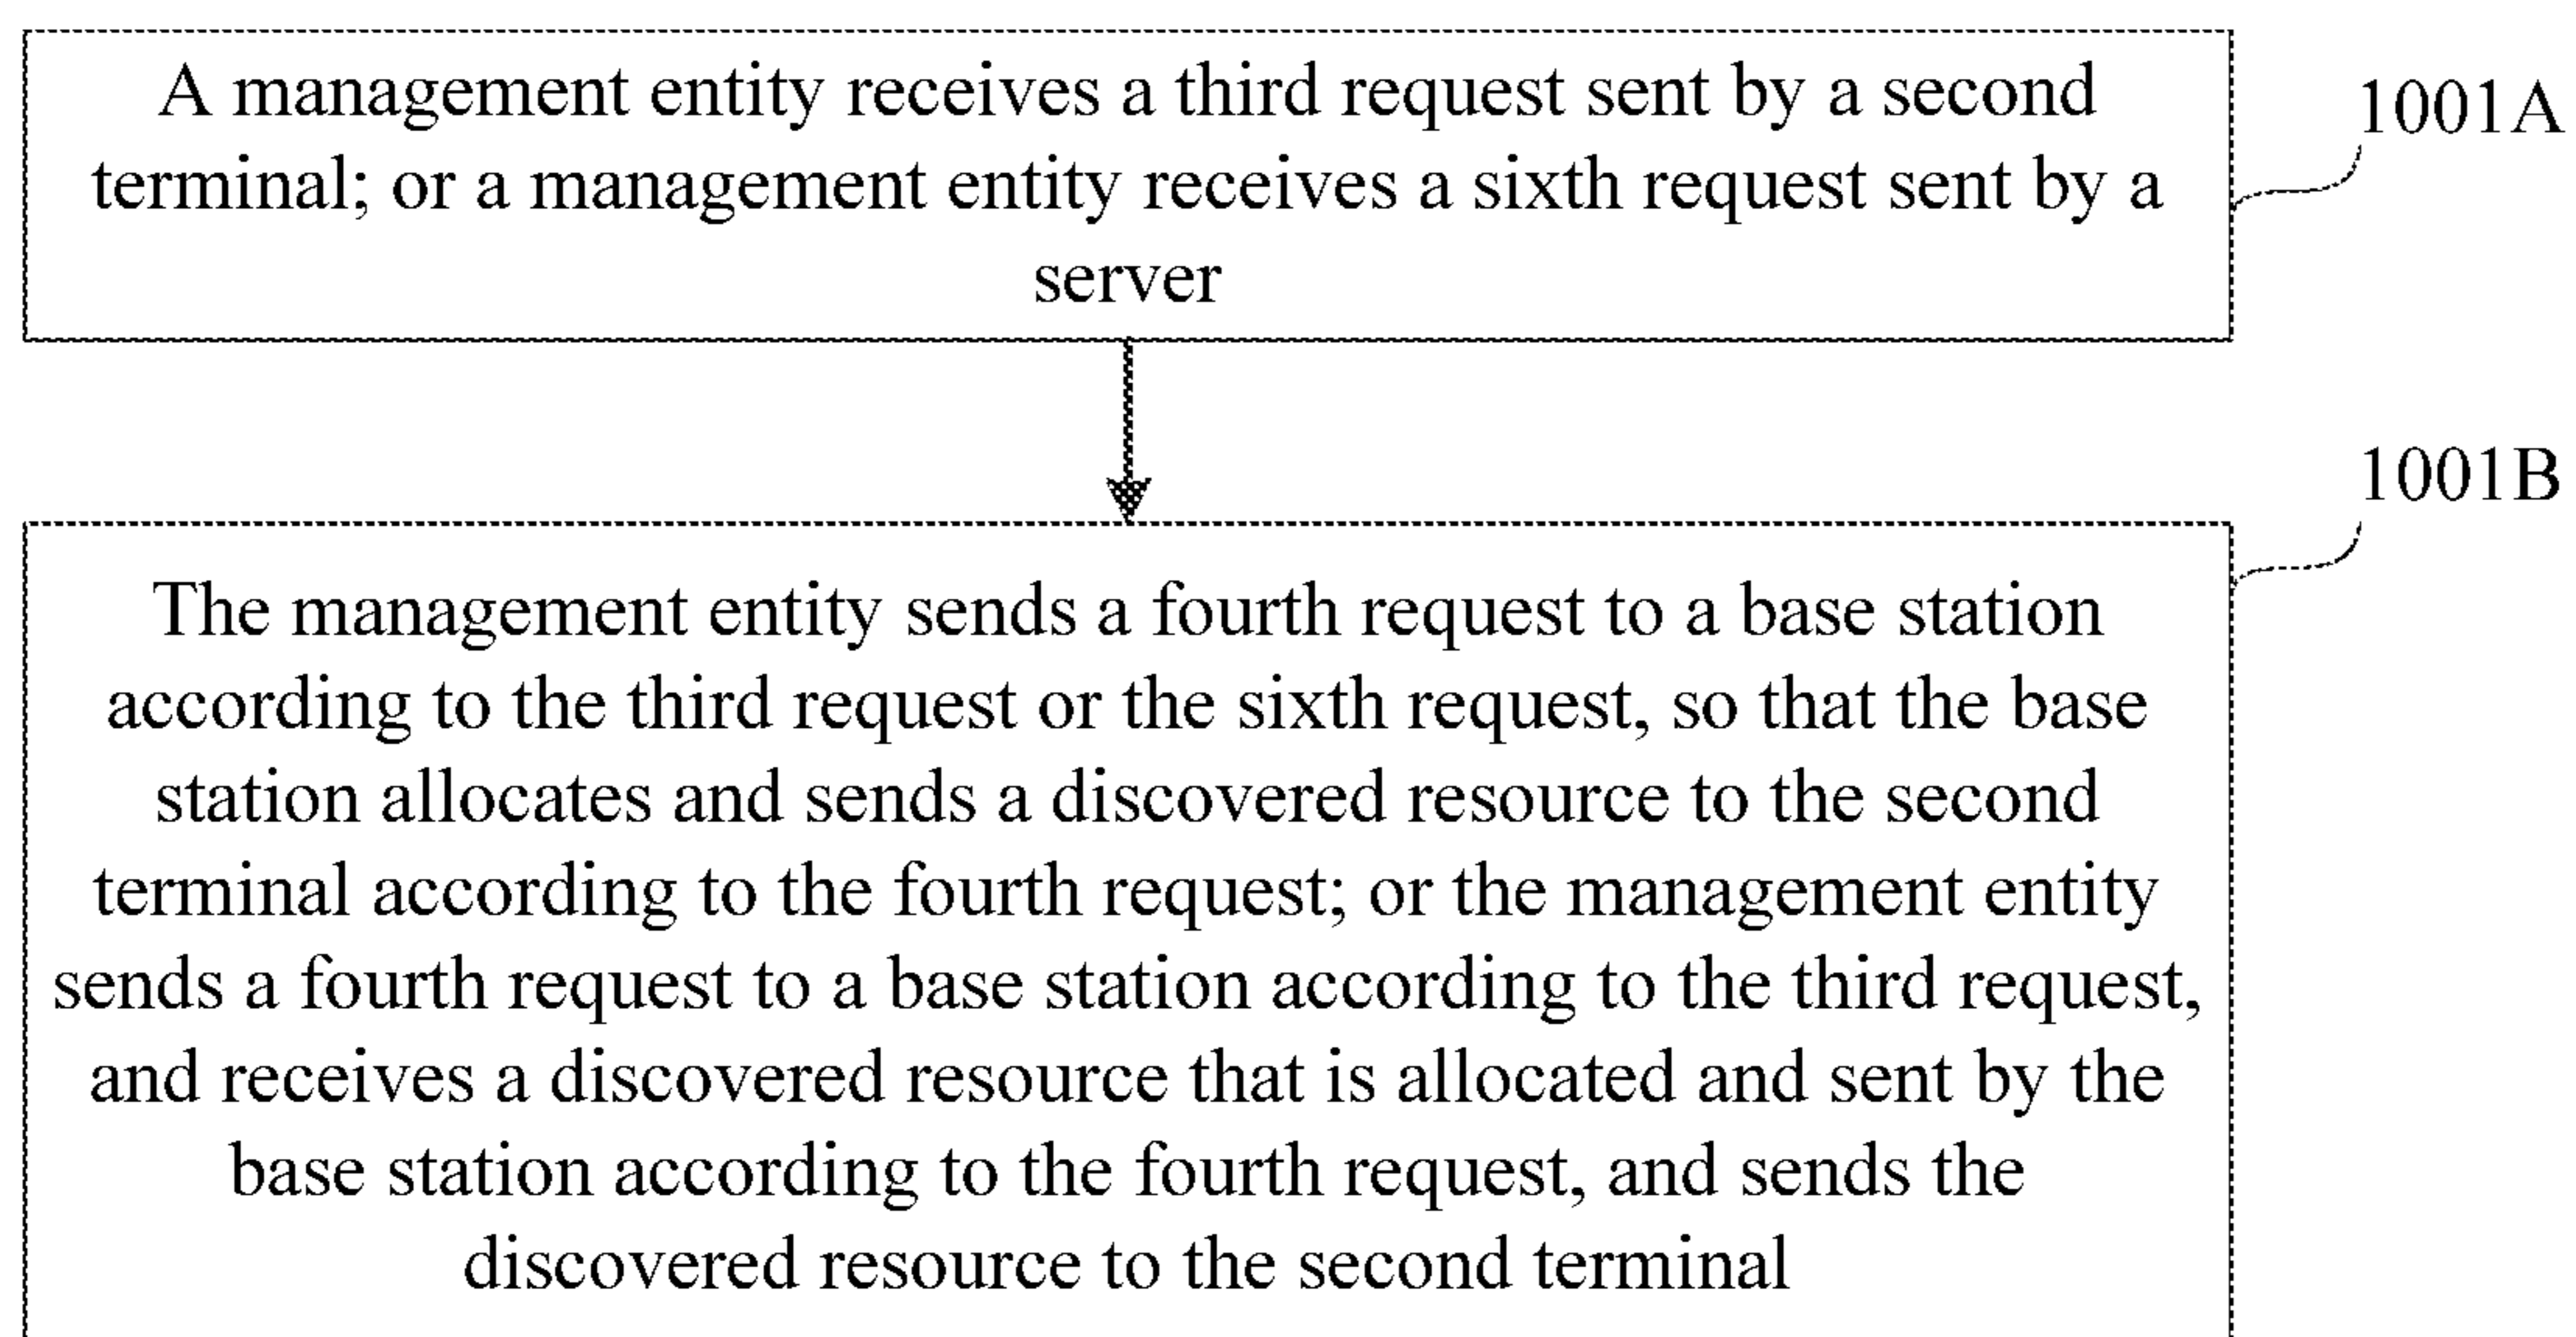 A management entity receives a third request sent by a second
terminal; or a management entity receives a sixth request sent by a
server
1001A
1001B
The management entity sends a fourth request to a base station
according to the third request or the sixth request, so that the base
station allocates and sends a discovered resource to the second
terminal according to the fourth request; or the management entity
sends a fourth request to a base station according to the third request,
and receives a discovered resource that is allocated and sent by the
base station according to the fourth request, and sends the
discovered resource to the second terminal